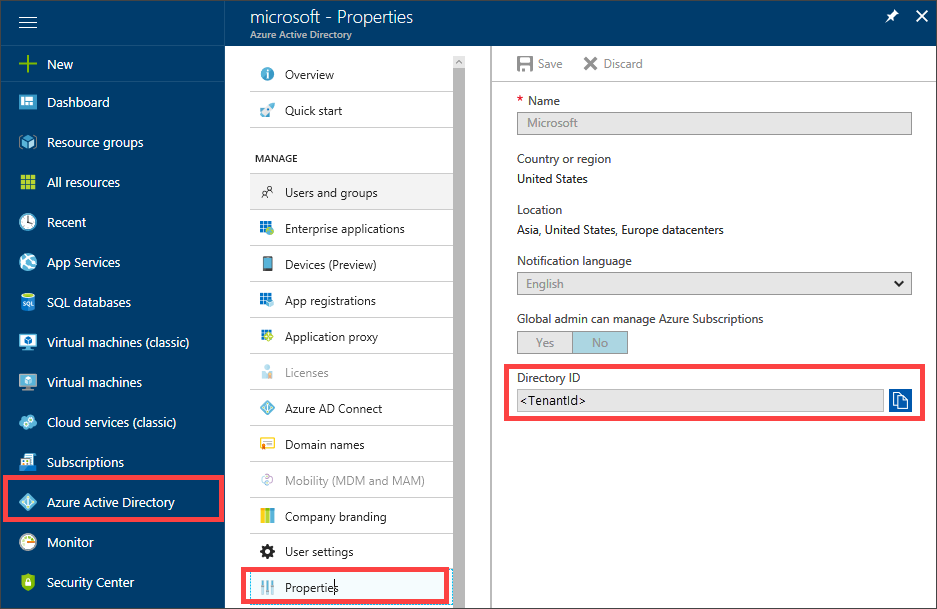 microsoft - Properties
Azure Active Directory
New
Dashboard
Resource groups
All resources
Recent
App Services
SQL databases
Virtual machines (classic)
Virtual machines
Cloud services (classic)
Subscriptions
Azure Active Directory
Monitor
Security Center
Overview
Quick start
MANAGE
Users and groups
Enterprise applications
Devices (Preview)
App registrations
Application proxy
Licenses
Azure AD Connect
Domain names
Mobility (MDM and MAM)
Company branding
User settings
Properties
Save Discard
* Name
Microsoft
Country or region
United States
Location
Asia, United States, Europe datacenters
Notification language
English
Global admin can manage Azure Subscriptions
Yes No
Directory ID
<TenantId>